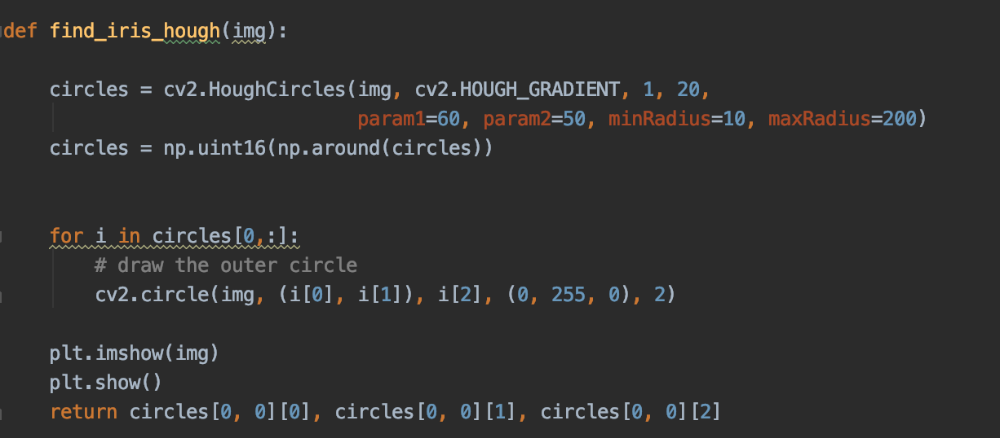 def find_iris_hough(img):
    circles = cv2.HoughCircles(img, cv2.HOUGH_GRADIENT, 1, 20,
                               param1=60, param2=50, minRadius=10, maxRadius=200)
    circles = np.uint16(np.around(circles))
    for i in circles[0,:]:
        # draw the outer circle
        cv2.circle(img, (i[0], i[1]), i[2], (0, 255, 0), 2)
    plt.imshow(img)
    plt.show()
    return circles[0, 0][0], circles[0, 0][1], circles[0, 0][2]